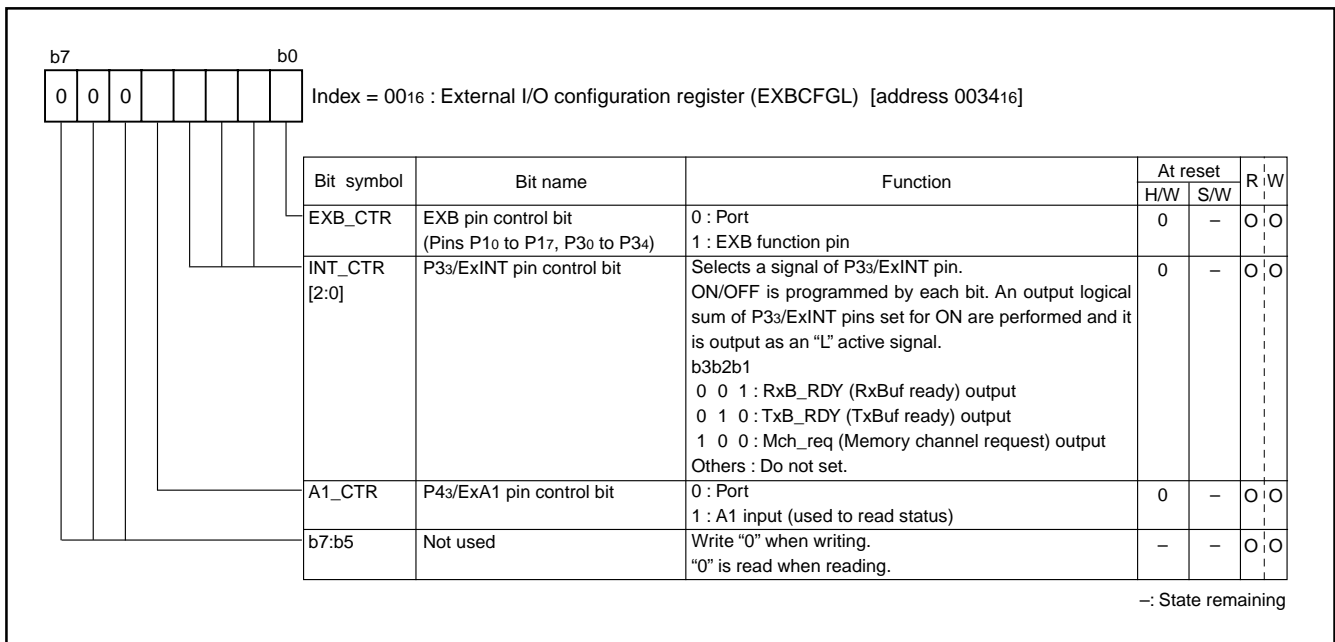 b7 b0
0 0 0 Index = 0016 : External I/O configuration register (EXBCFGL) [address 003416]
Bit symbol Bit name Function At reset R W
H/W S/W
EXB_CTR EXB pin control bit 0 : Port 0 – O O
(Pins P10 to P17, P30 to P34) 1 : EXB function pin
INT_CTR P33/ExINT pin control bit Selects a signal of P33/ExINT pin. 0 – O O
[2:0] ON/OFF is programmed by each bit. An output logical
sum of P33/ExINT pins set for ON are performed and it
is output as an “L” active signal.
b3b2b1
0 0 1 : RxB_RDY (RxBuf ready) output
0 1 0 : TxB_RDY (TxBuf ready) output
1 0 0 : Mch_req (Memory channel request) output
Others : Do not set.
A1_CTR P43/ExA1 pin control bit 0 : Port 0 – O O
1 : A1 input (used to read status)
b7:b5 Not used Write “0” when writing. – – O O
“0” is read when reading.
–: State remaining